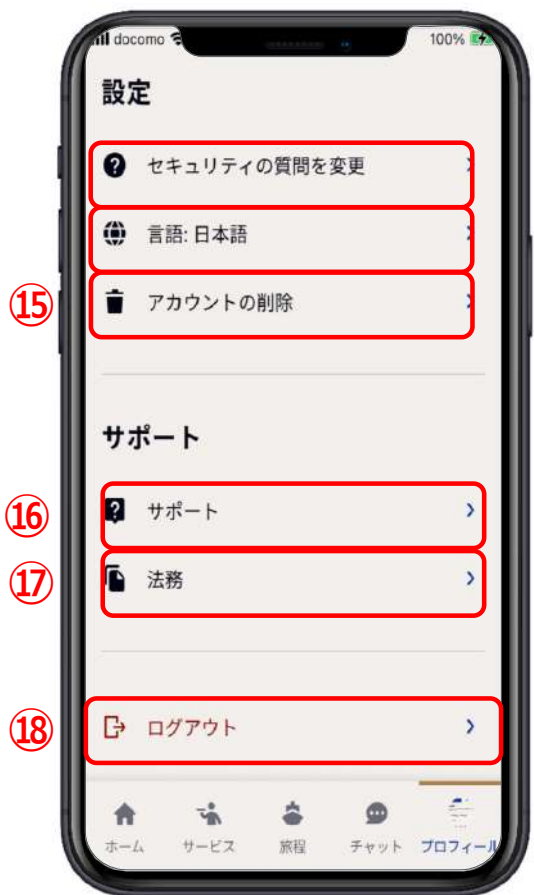 docomo 100%
設定
セキュリティの質問を変更
言語: 日本語
⑮ アカウントの削除
サポート
⑯ サポート
⑰ 法務
⑱ ログアウト
ホーム サービス 旅程 チャット プロフィール